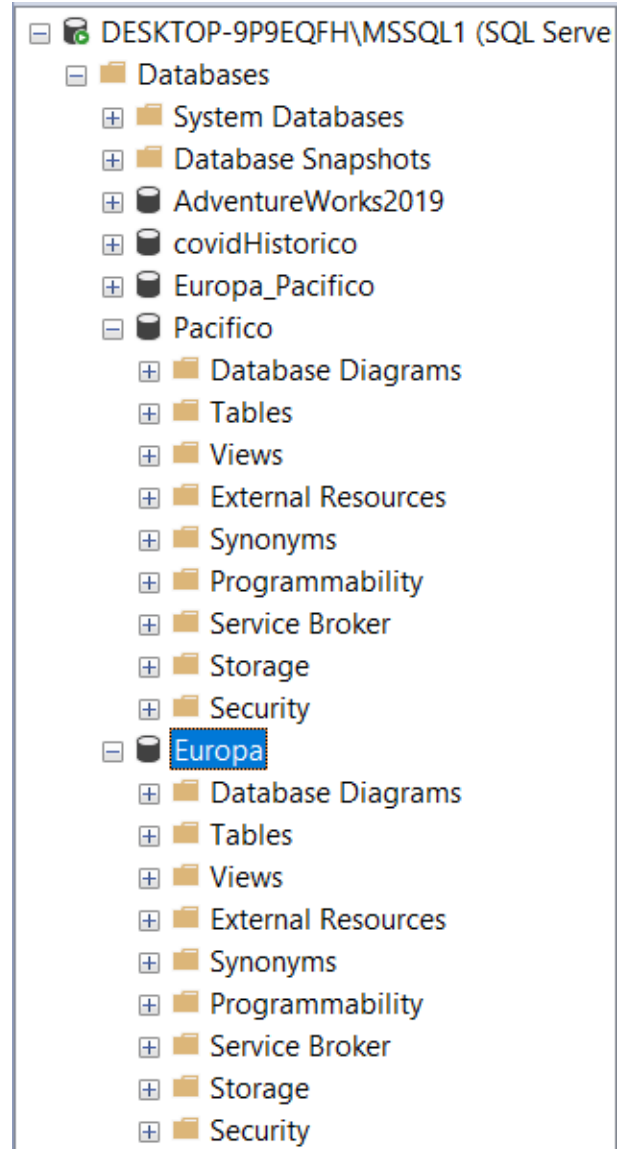 DESKTOP-9P9EQFH\MSSQL1 (SQL Serve
Databases
System Databases
Database Snapshots
AdventureWorks2019
covidHistorico
Europa_Pacifico
Pacifico
Database Diagrams
Tables
Views
External Resources
Synonyms
Programmability
Service Broker
Storage
Security
Europa
Database Diagrams
Tables
Views
External Resources
Synonyms
Programmability
Service Broker
Storage
Security